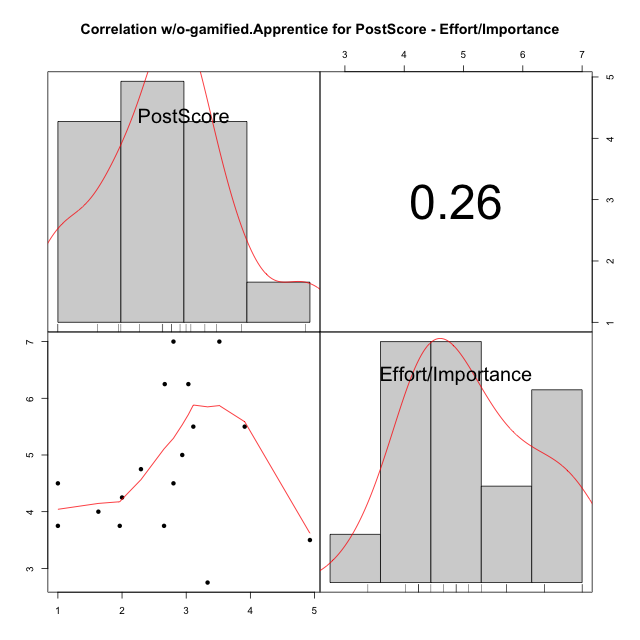 Correlation w/o-gamified.Apprentice for PostScore - Effort/Importance
3 4 5 6 7
PostScore
0.26
5
4
3
2
1
7
6
5
4
3
Effort/Importance
1 2 3 4 5